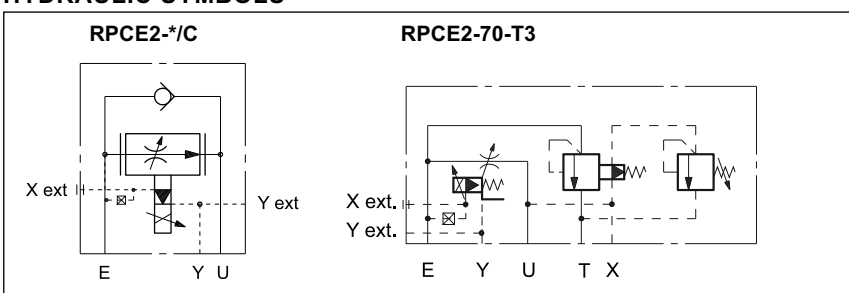 HYDRAULIC SYMBOLS
RPCE2-*/C
RPCE2-70-T3
X ext
Y ext
E Y U
X ext.
Y ext.
E Y U T X